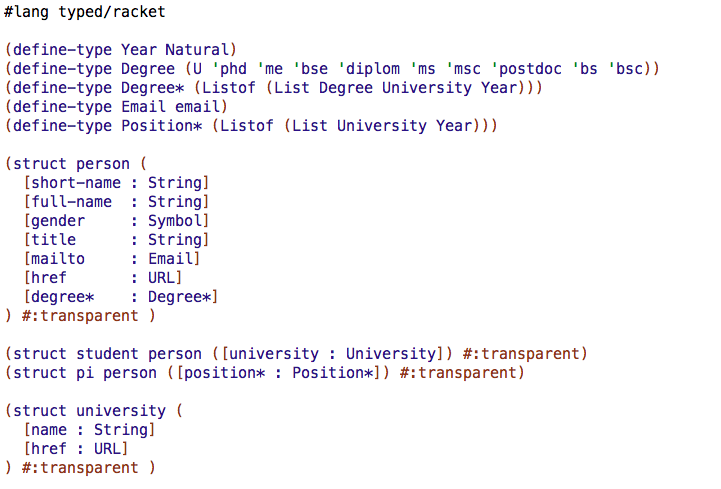 #lang typed/racket
(define-type Year Natural)
(define-type Degree (U 'phd 'me 'bse 'diplom 'ms 'msc 'postdoc 'bs 'bsc))
(define-type Degree* (Listof (List Degree University Year)))
(define-type Email email)
(define-type Position* (Listof (List University Year)))
(struct person (
  [short-name : String]
  [full-name  : String]
  [gender     : Symbol]
  [title      : String]
  [mailto     : Email]
  [href       : URL]
  [degree*    : Degree*]
) #:transparent )
(struct student person ([university : University]) #:transparent)
(struct pi person ([position* : Position*]) #:transparent)
(struct university (
  [name : String]
  [href : URL]
) #:transparent )